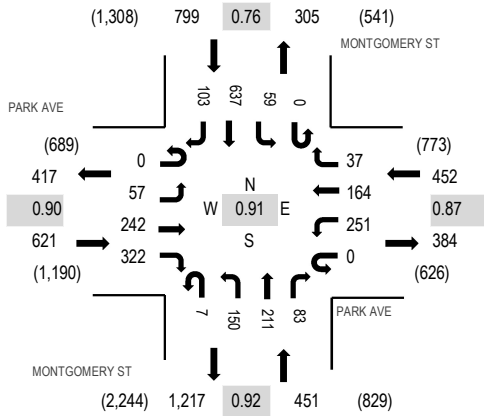 (1,308) 799 0.76 305 (541)
MONTGOMERY ST
PARK AVE
103 637 59 0
(689)
417
0.90
621
(1,190)
0
57
242
322
N
W 0.91 E
S
37
164
251
0
(773)
452
0.87
384
(626)
7 150 211 83
PARK AVE
MONTGOMERY ST
(2,244) 1,217 0.92 451 (829)